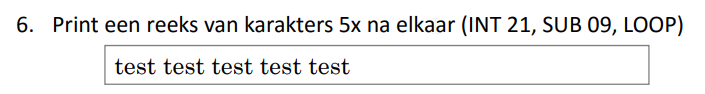 6. Print een reeks van karakters 5x na elkaar (INT 21, SUB 09, LOOP)
test test test test test